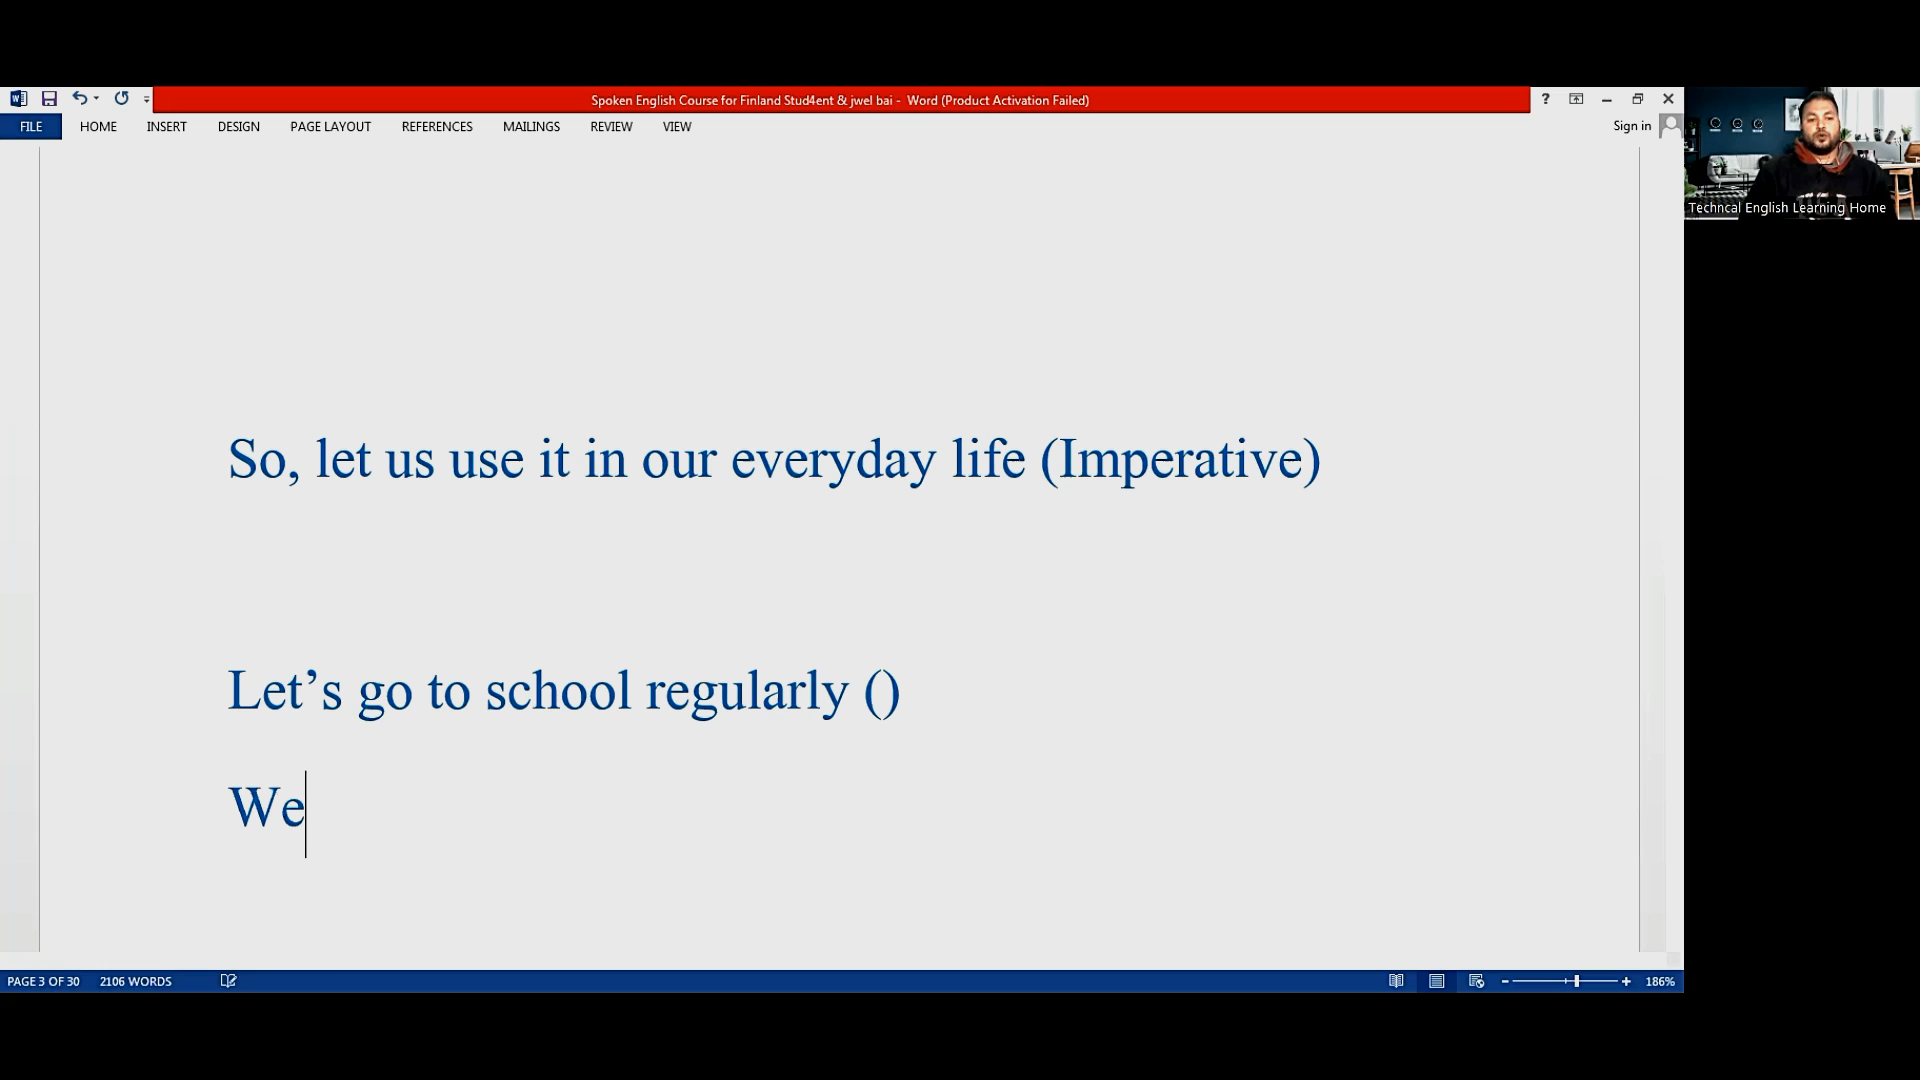 Spoken English Course for Finland Stud4ent & jwel bai - Word (Product Activation Failed)
FILE HOME INSERT DESIGN PAGE LAYOUT REFERENCES MAILINGS REVIEW VIEW Sign in
Techncal English Learning Home
So, let us use it in our everyday life (Imperative)
Let’s go to school regularly ()
We
PAGE 3 OF 30 2106 WORDS 186%